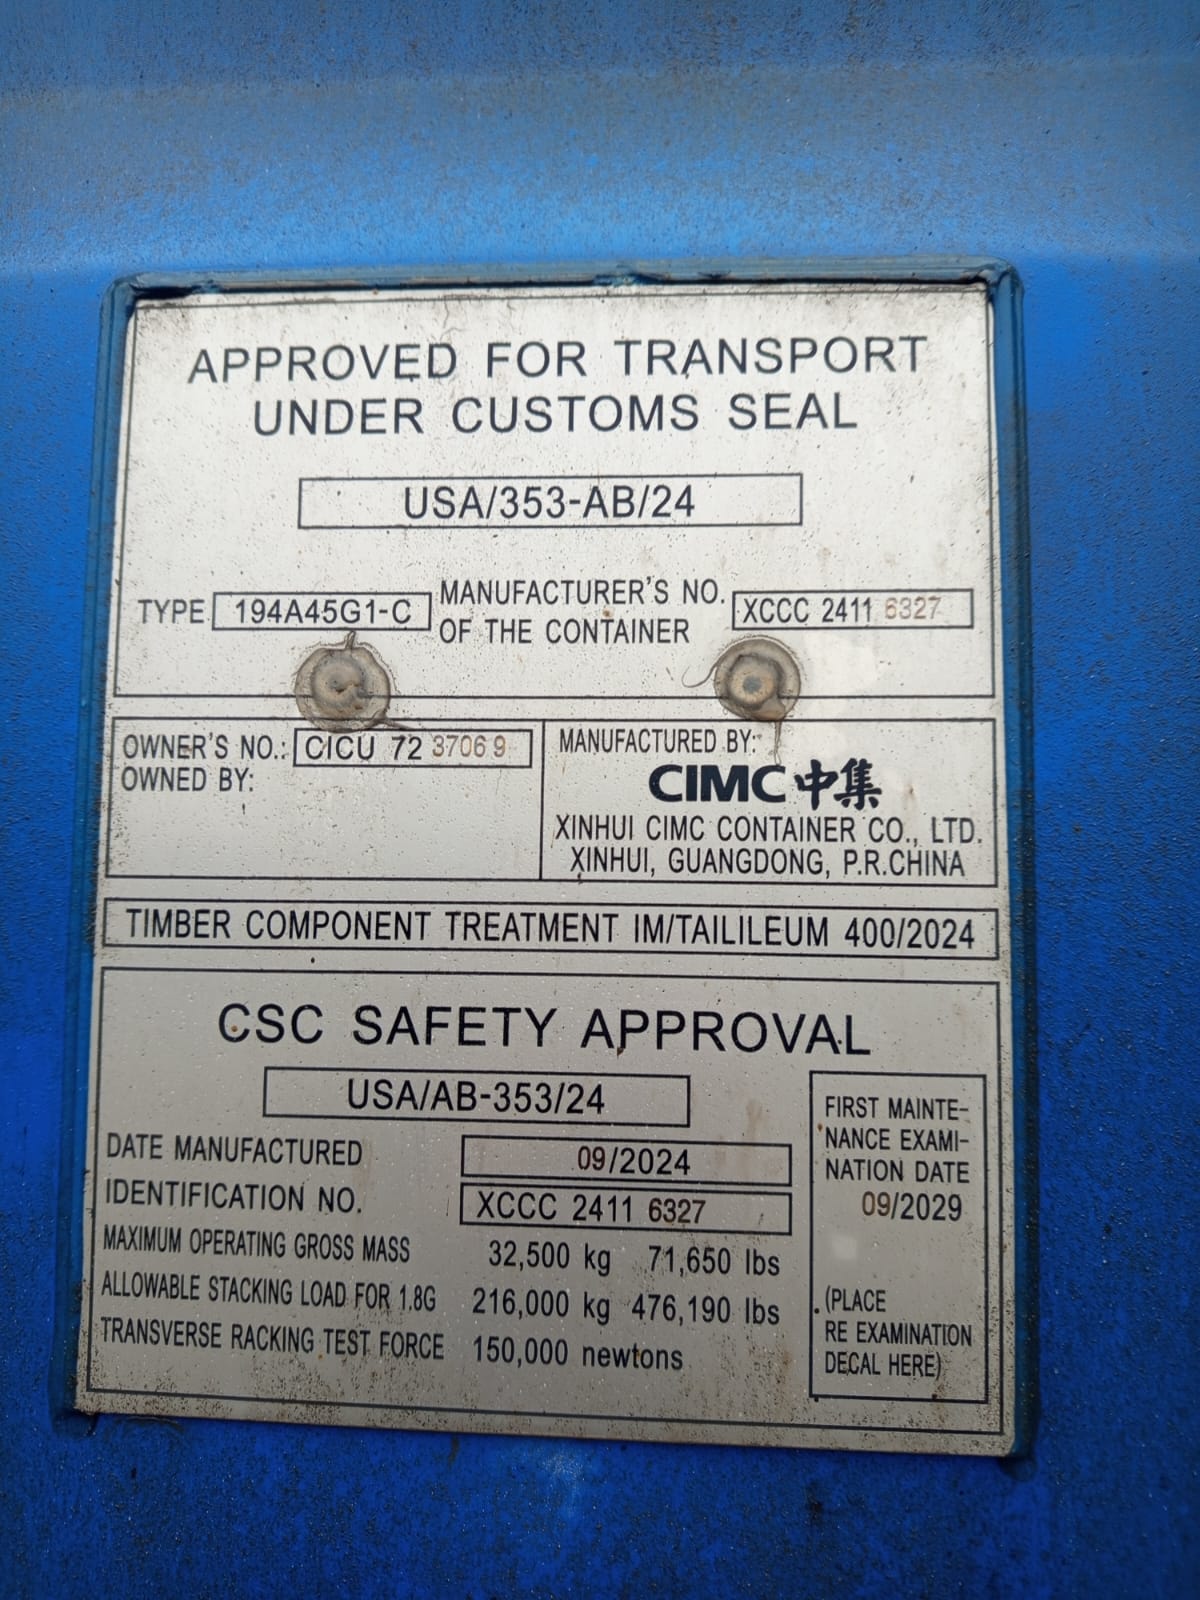 APPROVED FOR TRANSPORT
UNDER CUSTOMS SEAL
USA/353-AB/24
TYPE 194A45G1-C
MANUFACTURER'S NO.
OF THE CONTAINER
XCCC 2411 6327
OWNER'S NO.: CICU 72 3706 9
OWNED BY:
MANUFACTURED BY:
CIMC 中集
XINHUI CIMC CONTAINER CO., LTD.
XINHUI, GUANGDONG, P.R.CHINA
TIMBER COMPONENT TREATMENT IM/TAILILEUM 400/2024
CSC SAFETY APPROVAL
USA/AB-353/24
DATE MANUFACTURED 09/2024
IDENTIFICATION NO. XCCC 2411 6327
MAXIMUM OPERATING GROSS MASS 32,500 kg 71,650 lbs
ALLOWABLE STACKING LOAD FOR 1.8G 216,000 kg 476,190 lbs
TRANSVERSE RACKING TEST FORCE 150,000 newtons
FIRST MAINTE-
NANCE EXAMI-
NATION DATE
09/2029
(PLACE
RE EXAMINATION
DECAL HERE)